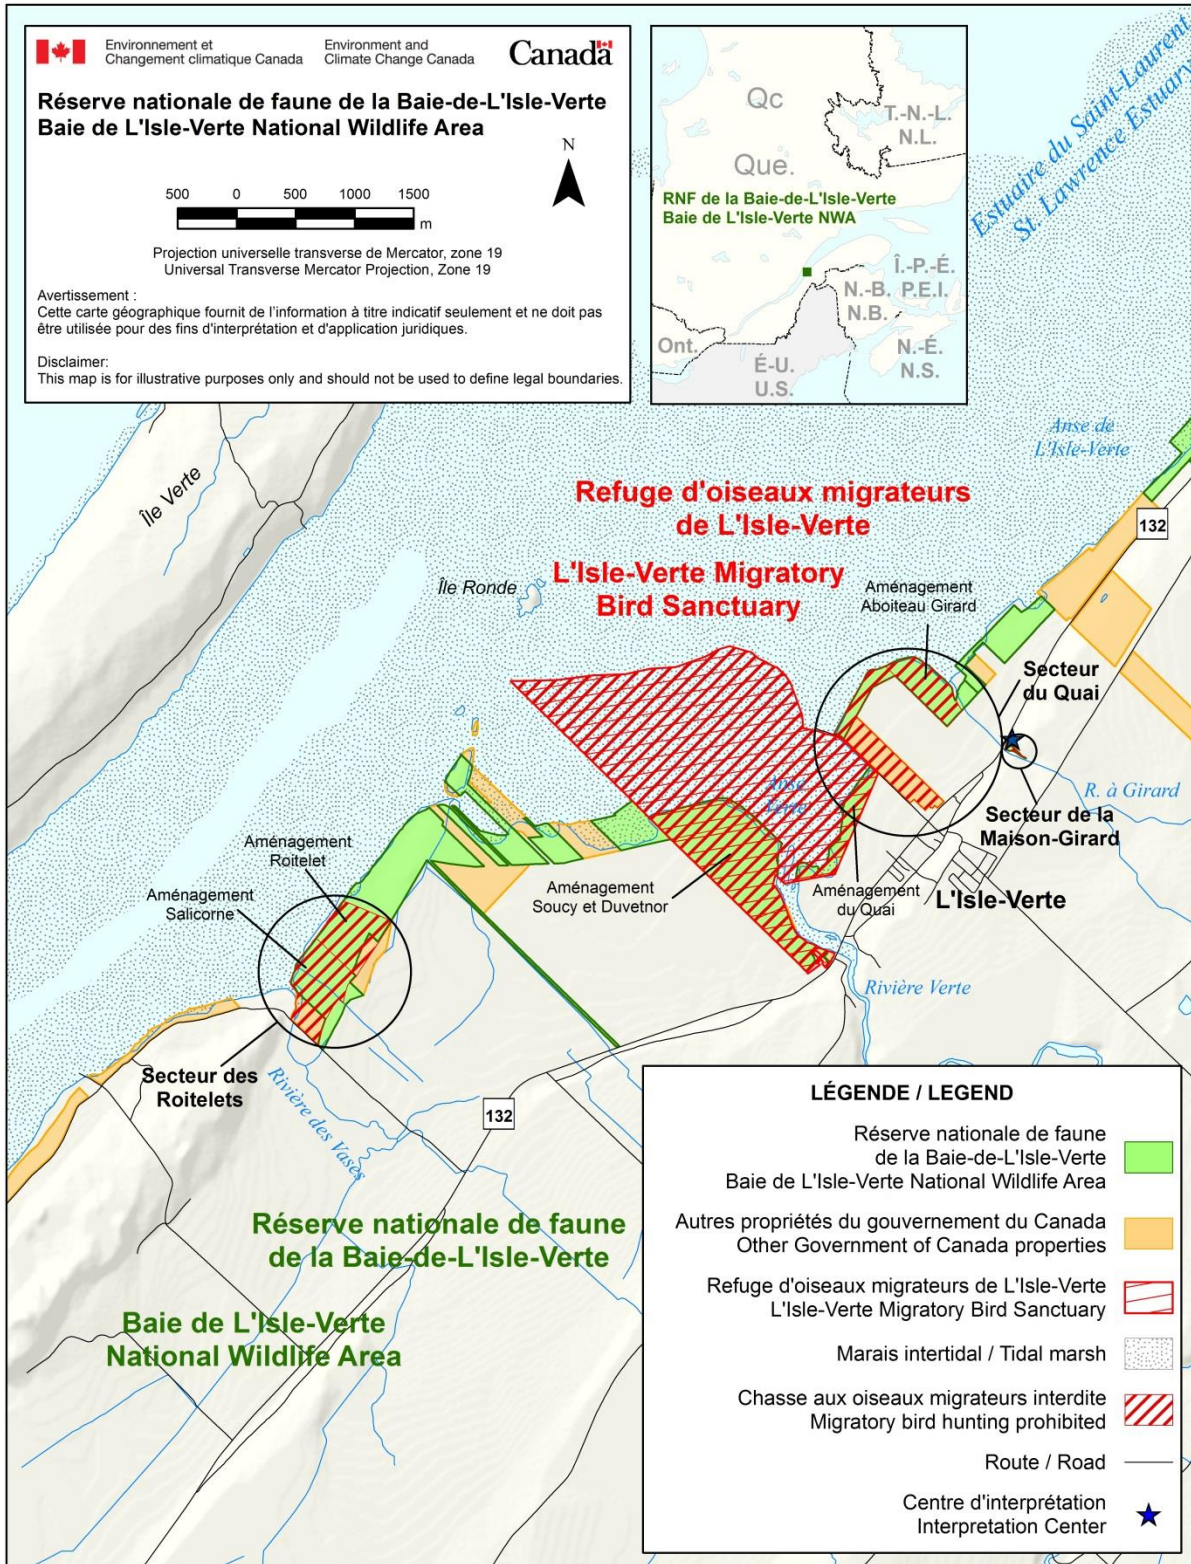 Environnement et
Changement climatique Canada
Environment and
Climate Change Canada
Canada
Réserve nationale de faune de la Baie-de-L'Isle-Verte
Baie de L'Isle-Verte National Wildlife Area
N
500 0 500 1000 1500
m
Projection universelle transverse de Mercator, zone 19
Universal Transverse Mercator Projection, Zone 19
Avertissement :
Cette carte géographique fournit de l'information à titre indicatif seulement et ne doit pas
être utilisée pour des fins d'interprétation et d'application juridiques.
Disclaimer:
This map is for illustrative purposes only and should not be used to define legal boundaries.
Qc
Que.
T.-N.-L.
N.L.
RNF de la Baie-de-L'Isle-Verte
Baie de L'Isle-Verte NWA
Î.-P.-É.
P.E.I.
N.-B.
N.B.
Ont.
N.-É.
N.S.
É-U.
U.S.
Estuaire du Saint-Laurent
St. Lawrence Estuary
Anse de
L'Isle-Verte
Île Verte
132
Refuge d'oiseaux migrateurs
de L'Isle-Verte
L'Isle-Verte Migratory
Bird Sanctuary
Île Ronde
Aménagement
Aboiteau Girard
Secteur
du Quai
R. à Girard
Secteur de la
Maison-Girard
Anse
Verte
Aménagement
Roitelet
Aménagement
Salicorne
Aménagement
Soucy et Duvetnor
Aménagement
du Quai
L'Isle-Verte
Rivière Verte
Secteur des
Roitelets
Rivière des Vases
132
Réserve nationale de faune
de la Baie-de-L'Isle-Verte
Baie de L'Isle-Verte
National Wildlife Area
LÉGENDE / LEGEND
Réserve nationale de faune
de la Baie-de-L'Isle-Verte
Baie de L'Isle-Verte National Wildlife Area
Autres propriétés du gouvernement du Canada
Other Government of Canada properties
Refuge d'oiseaux migrateurs de L'Isle-Verte
L'Isle-Verte Migratory Bird Sanctuary
Marais intertidal / Tidal marsh
Chasse aux oiseaux migrateurs interdite
Migratory bird hunting prohibited
Route / Road
Centre d'interprétation
Interpretation Center